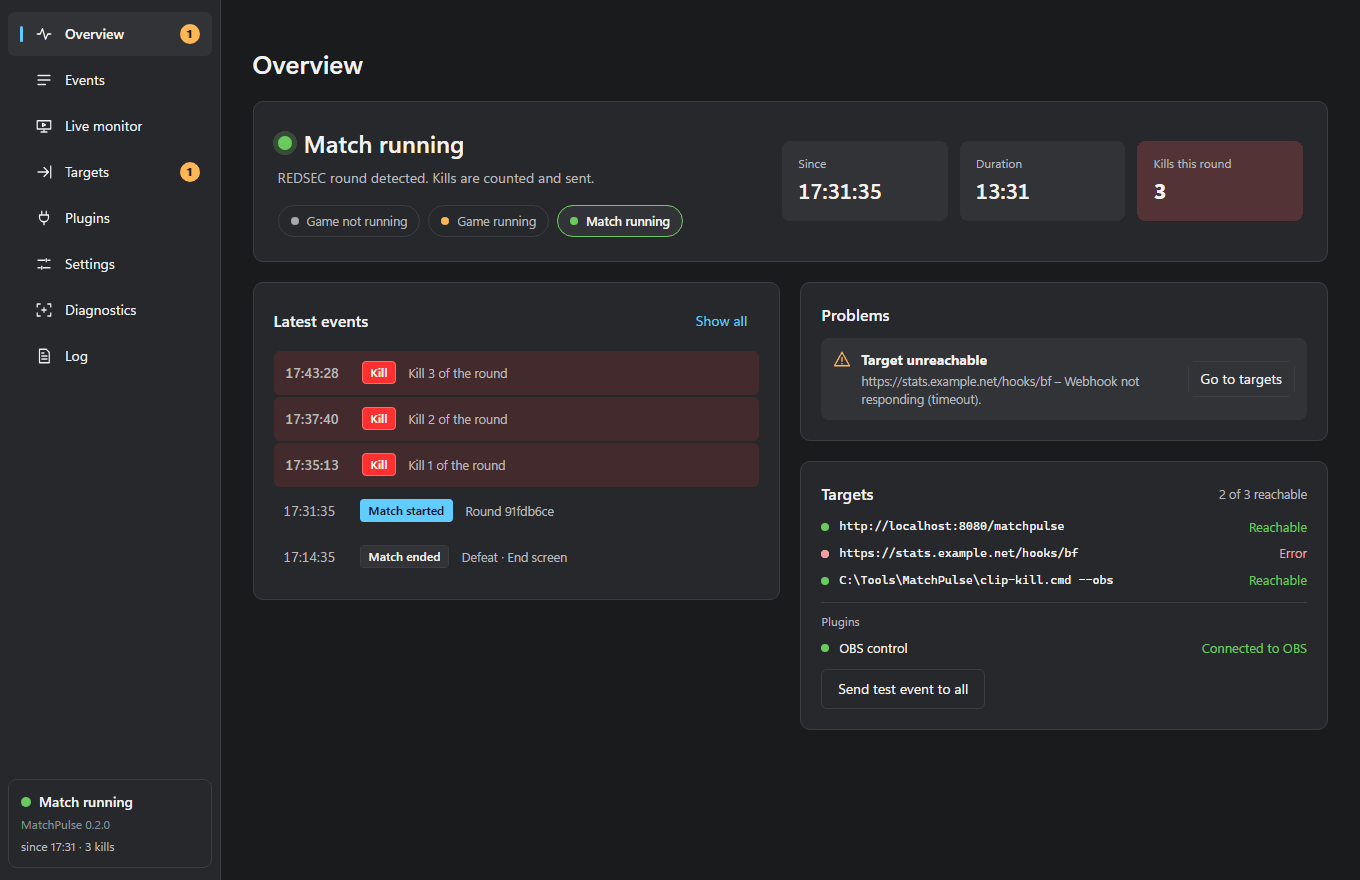 Overview 1
Events
Live monitor
Targets 1
Plugins
Settings
Diagnostics
Log
Match running
MatchPulse 0.2.0
since 17:31 · 3 kills
Overview
Match running
REDSEC round detected. Kills are counted and sent.
Game not running Game running Match running
Since
17:31:35
Duration
13:31
Kills this round
3
Latest events Show all
17:43:28 Kill Kill 3 of the round
17:37:40 Kill Kill 2 of the round
17:35:13 Kill Kill 1 of the round
17:31:35 Match started Round 91fdb6ce
17:14:35 Match ended Defeat · End screen
Problems
Target unreachable
https://stats.example.net/hooks/bf – Webhook not
responding (timeout).
Go to targets
Targets 2 of 3 reachable
http://localhost:8080/matchpulse Reachable
https://stats.example.net/hooks/bf Error
C:\Tools\MatchPulse\clip-kill.cmd --obs Reachable
Plugins
OBS control Connected to OBS
Send test event to all